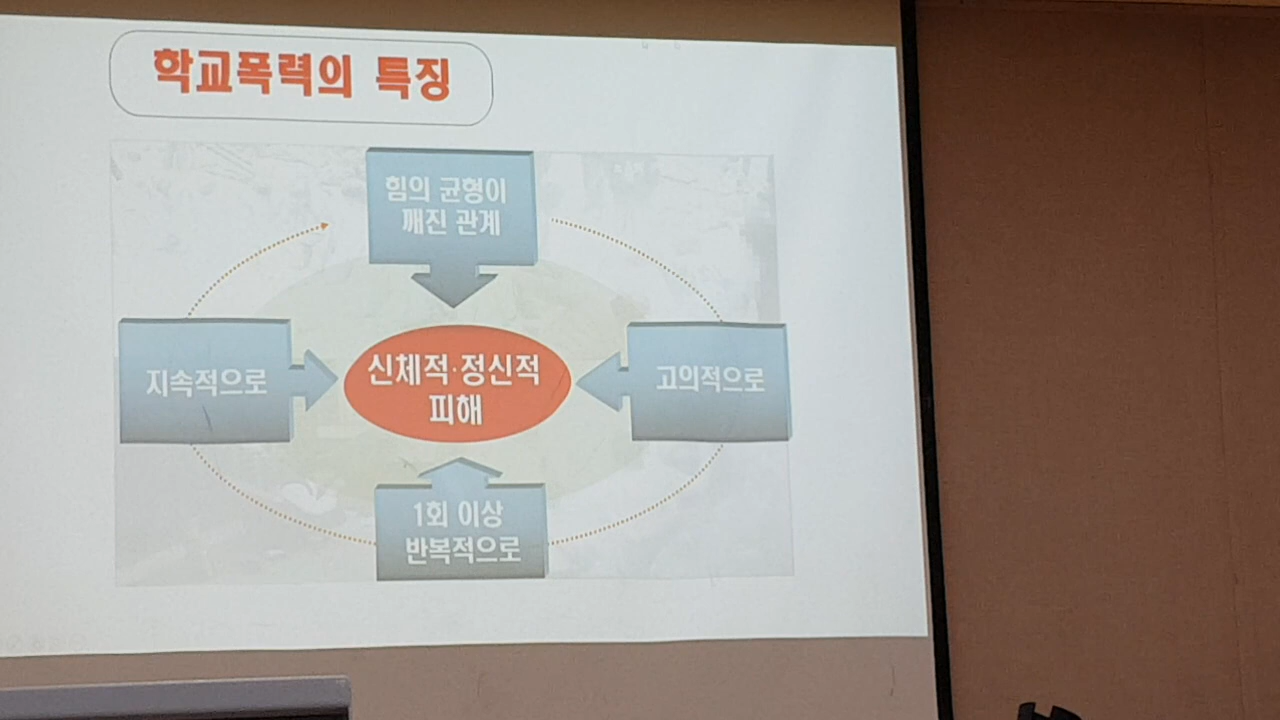 학교폭력의 특징
힘의 균형이
깨진 관계
지속적으로
신체적·정신적
피해
고의적으로
1회 이상
반복적으로